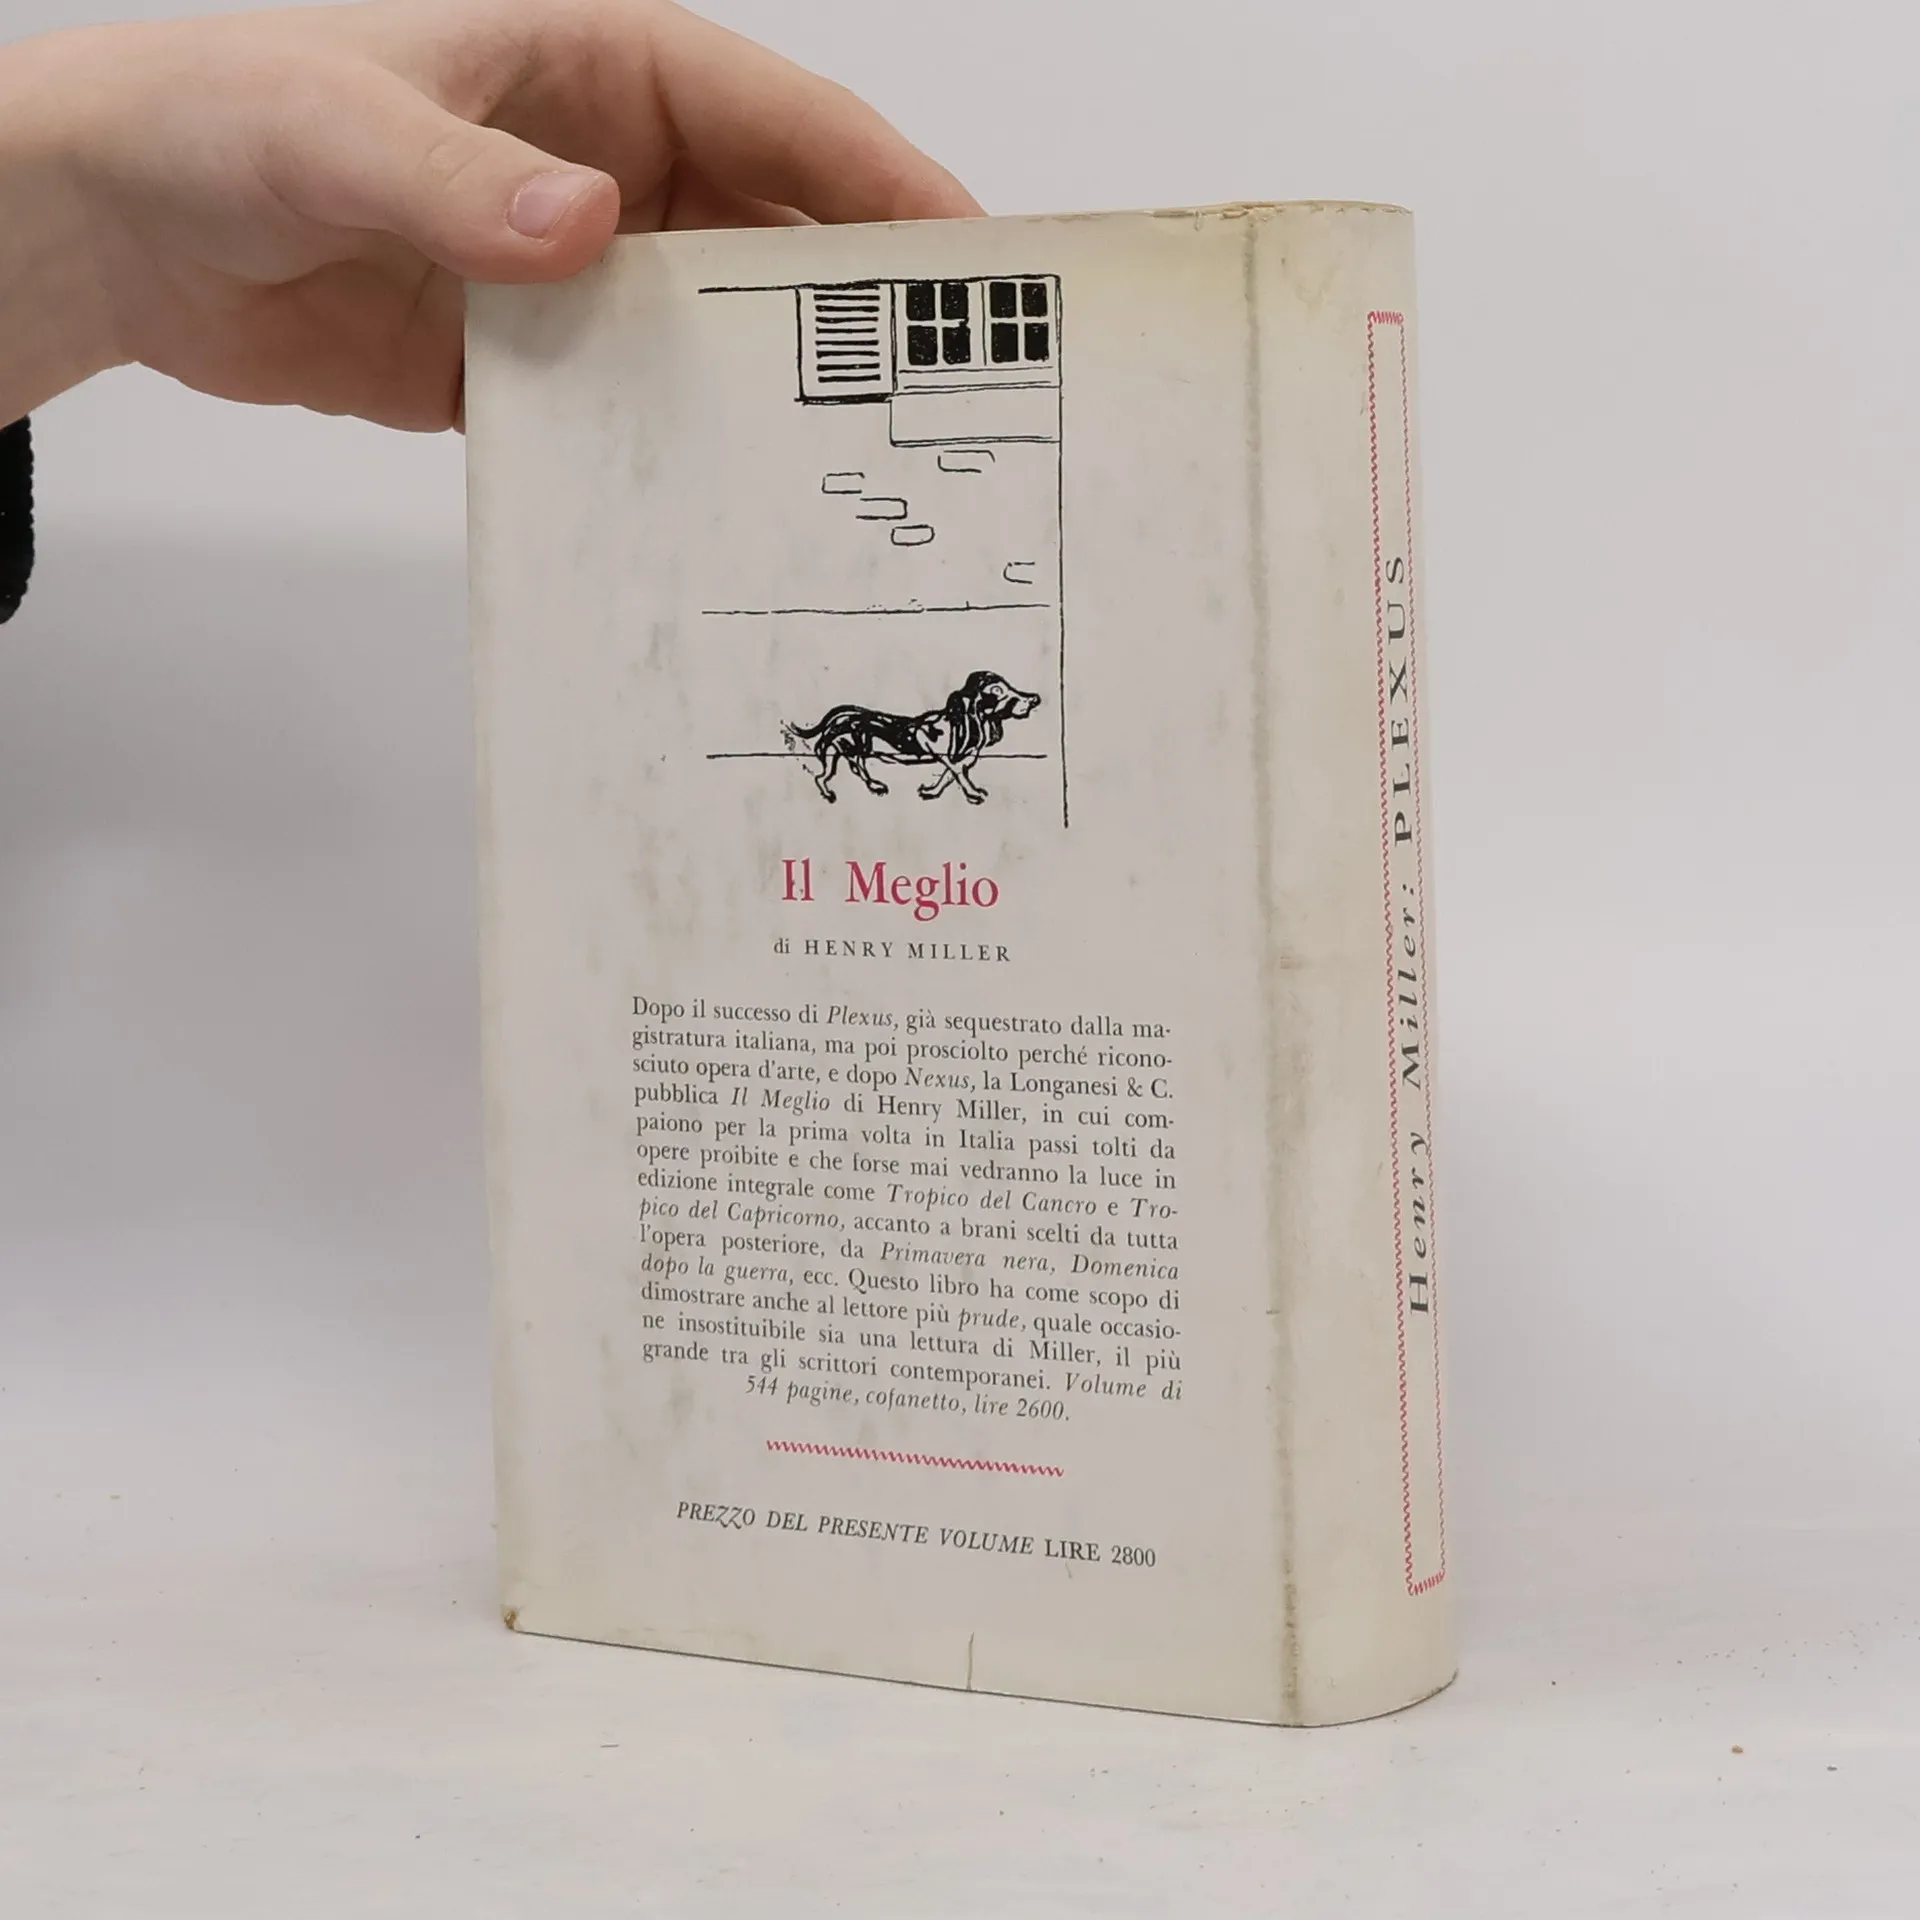 Il Meglio
di HENRY MILLER
Dopo il successo di Plexus, già sequestrato dalla ma-
gistratura italiana, ma poi prosciolto perché ricono-
sciuto opera d'arte, e dopo Nexus, la Longanesi & C.
pubblica Il Meglio di Henry Miller, in cui com-
paiono per la prima volta in Italia passi tolti da
opere proibite e che forse mai vedranno la luce in
edizione integrale come Tropico del Cancro e Tro-
pico del Capricorno, accanto a brani scelti da tutta
l'opera posteriore, da Primavera nera, Domenica
dopo la guerra, ecc. Questo libro ha come scopo di
dimostrare anche al lettore più prude, quale occasio-
ne insostituibile sia una lettura di Miller, il più
grande tra gli scrittori contemporanei. Volume di
544 pagine, cofanetto, lire 2600.
PREZZO DEL PRESENTE VOLUME LIRE 2800
Henry Miller: PLEXUS